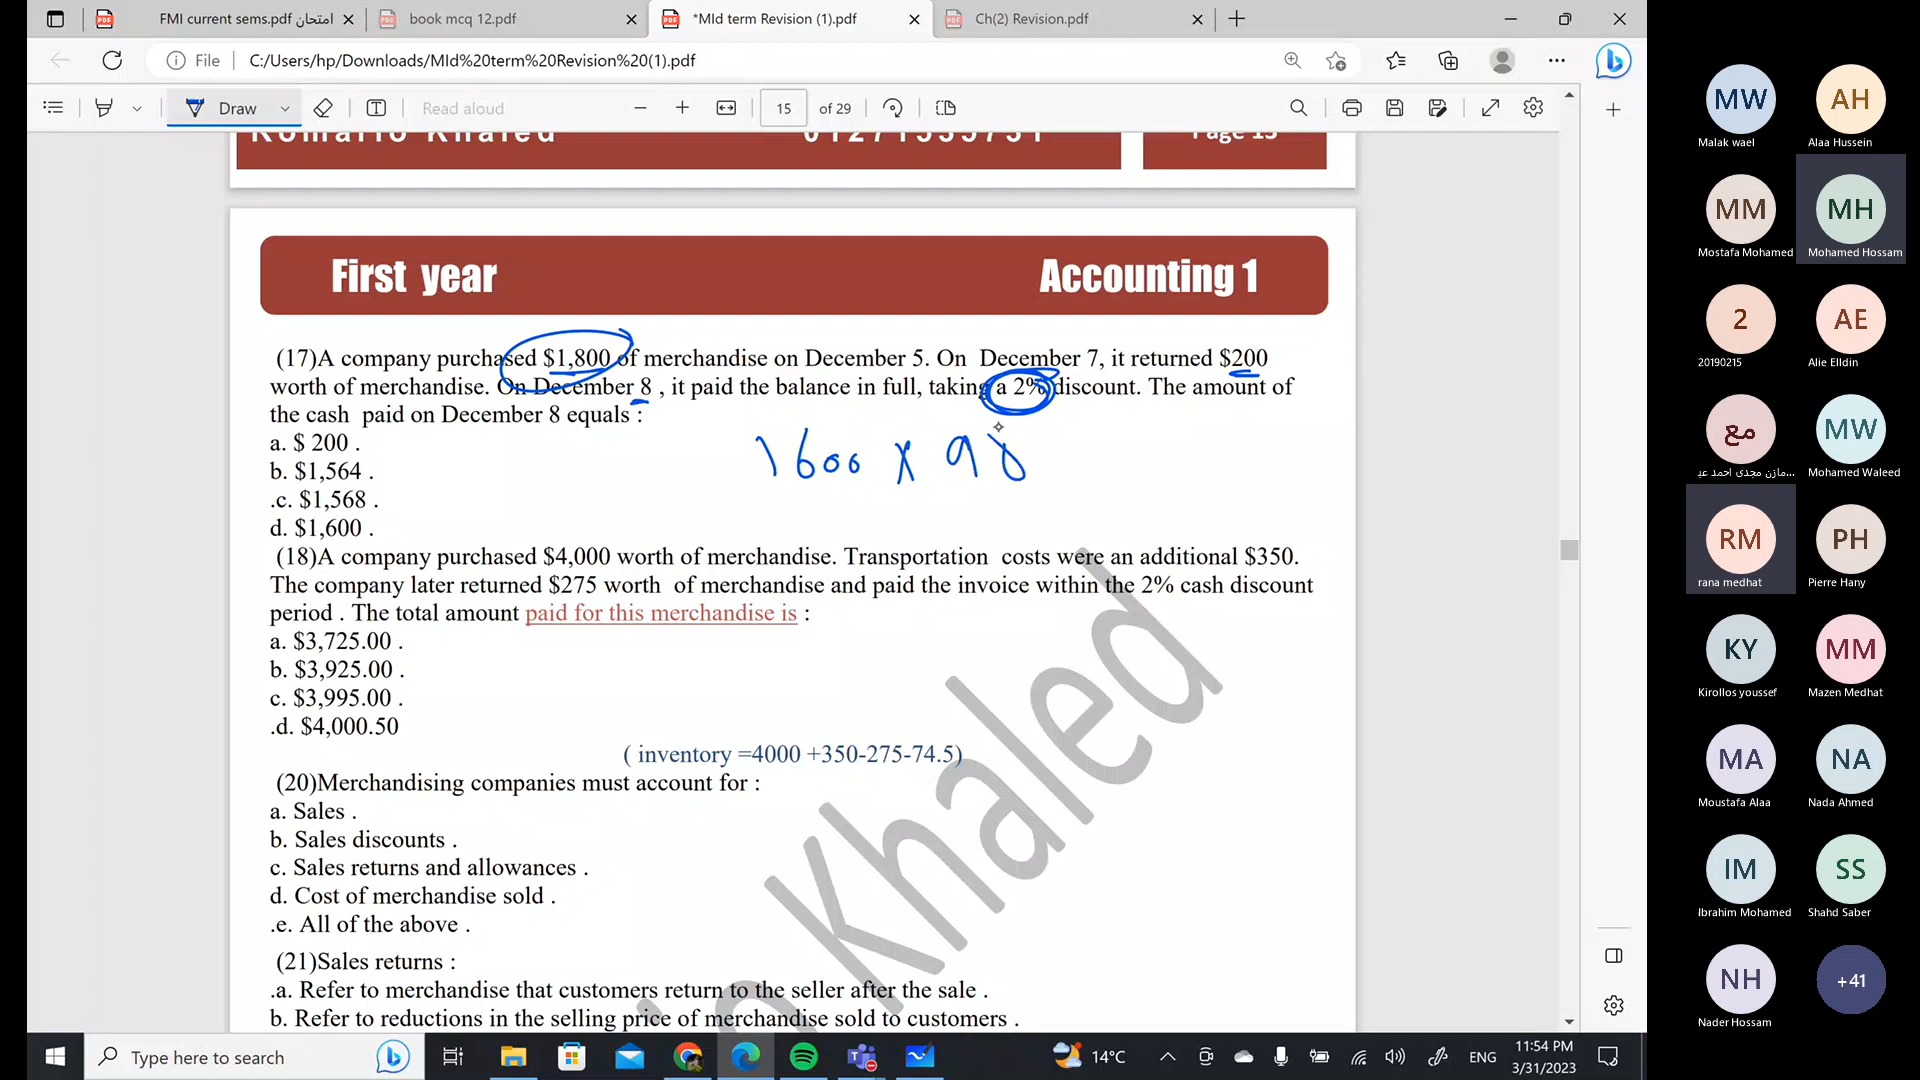 FMI current sems.pdf امتحان
book mcq 12.pdf
*MId term Revision (1).pdf
Ch(2) Revision.pdf
File
C:/Users/hp/Downloads/MId%20term%20Revision%20(1).pdf
Draw
Read aloud
15
of 29
Romario Khaled
Page 15
First year
Accounting 1
(17)A company purchased $1,800 of merchandise on December 5. On December 7, it returned $200
worth of merchandise. On December 8 , it paid the balance in full, taking a 2% discount. The amount of
the cash paid on December 8 equals :
a. $ 200 .
b. $1,564 .
.c. $1,568 .
d. $1,600 .
1600 x 98
(18)A company purchased $4,000 worth of merchandise. Transportation costs were an additional $350.
The company later returned $275 worth of merchandise and paid the invoice within the 2% cash discount
period . The total amount paid for this merchandise is :
a. $3,725.00 .
b. $3,925.00 .
c. $3,995.00 .
.d. $4,000.50
( inventory =4000 +350-275-74.5)
(20)Merchandising companies must account for :
a. Sales .
b. Sales discounts .
c. Sales returns and allowances .
d. Cost of merchandise sold .
.e. All of the above .
(21)Sales returns :
.a. Refer to merchandise that customers return to the seller after the sale .
b. Refer to reductions in the selling price of merchandise sold to customers .
Khaled
MW
Malak wael
AH
Alaa Hussein
MM
Mostafa Mohamed
MH
Mohamed Hossam
2
20190215
AE
Alie Elldin
مع
مازن مجدى احمد عبد...
MW
Mohamed Waleed
RM
rana medhat
PH
Pierre Hany
KY
Kirollos youssef
MM
Mazen Medhat
MA
Moustafa Alaa
NA
Nada Ahmed
IM
Ibrahim Mohamed
SS
Shahd Saber
NH
Nader Hossam
+41
Type here to search
14°C
ENG
11:54 PM
3/31/2023